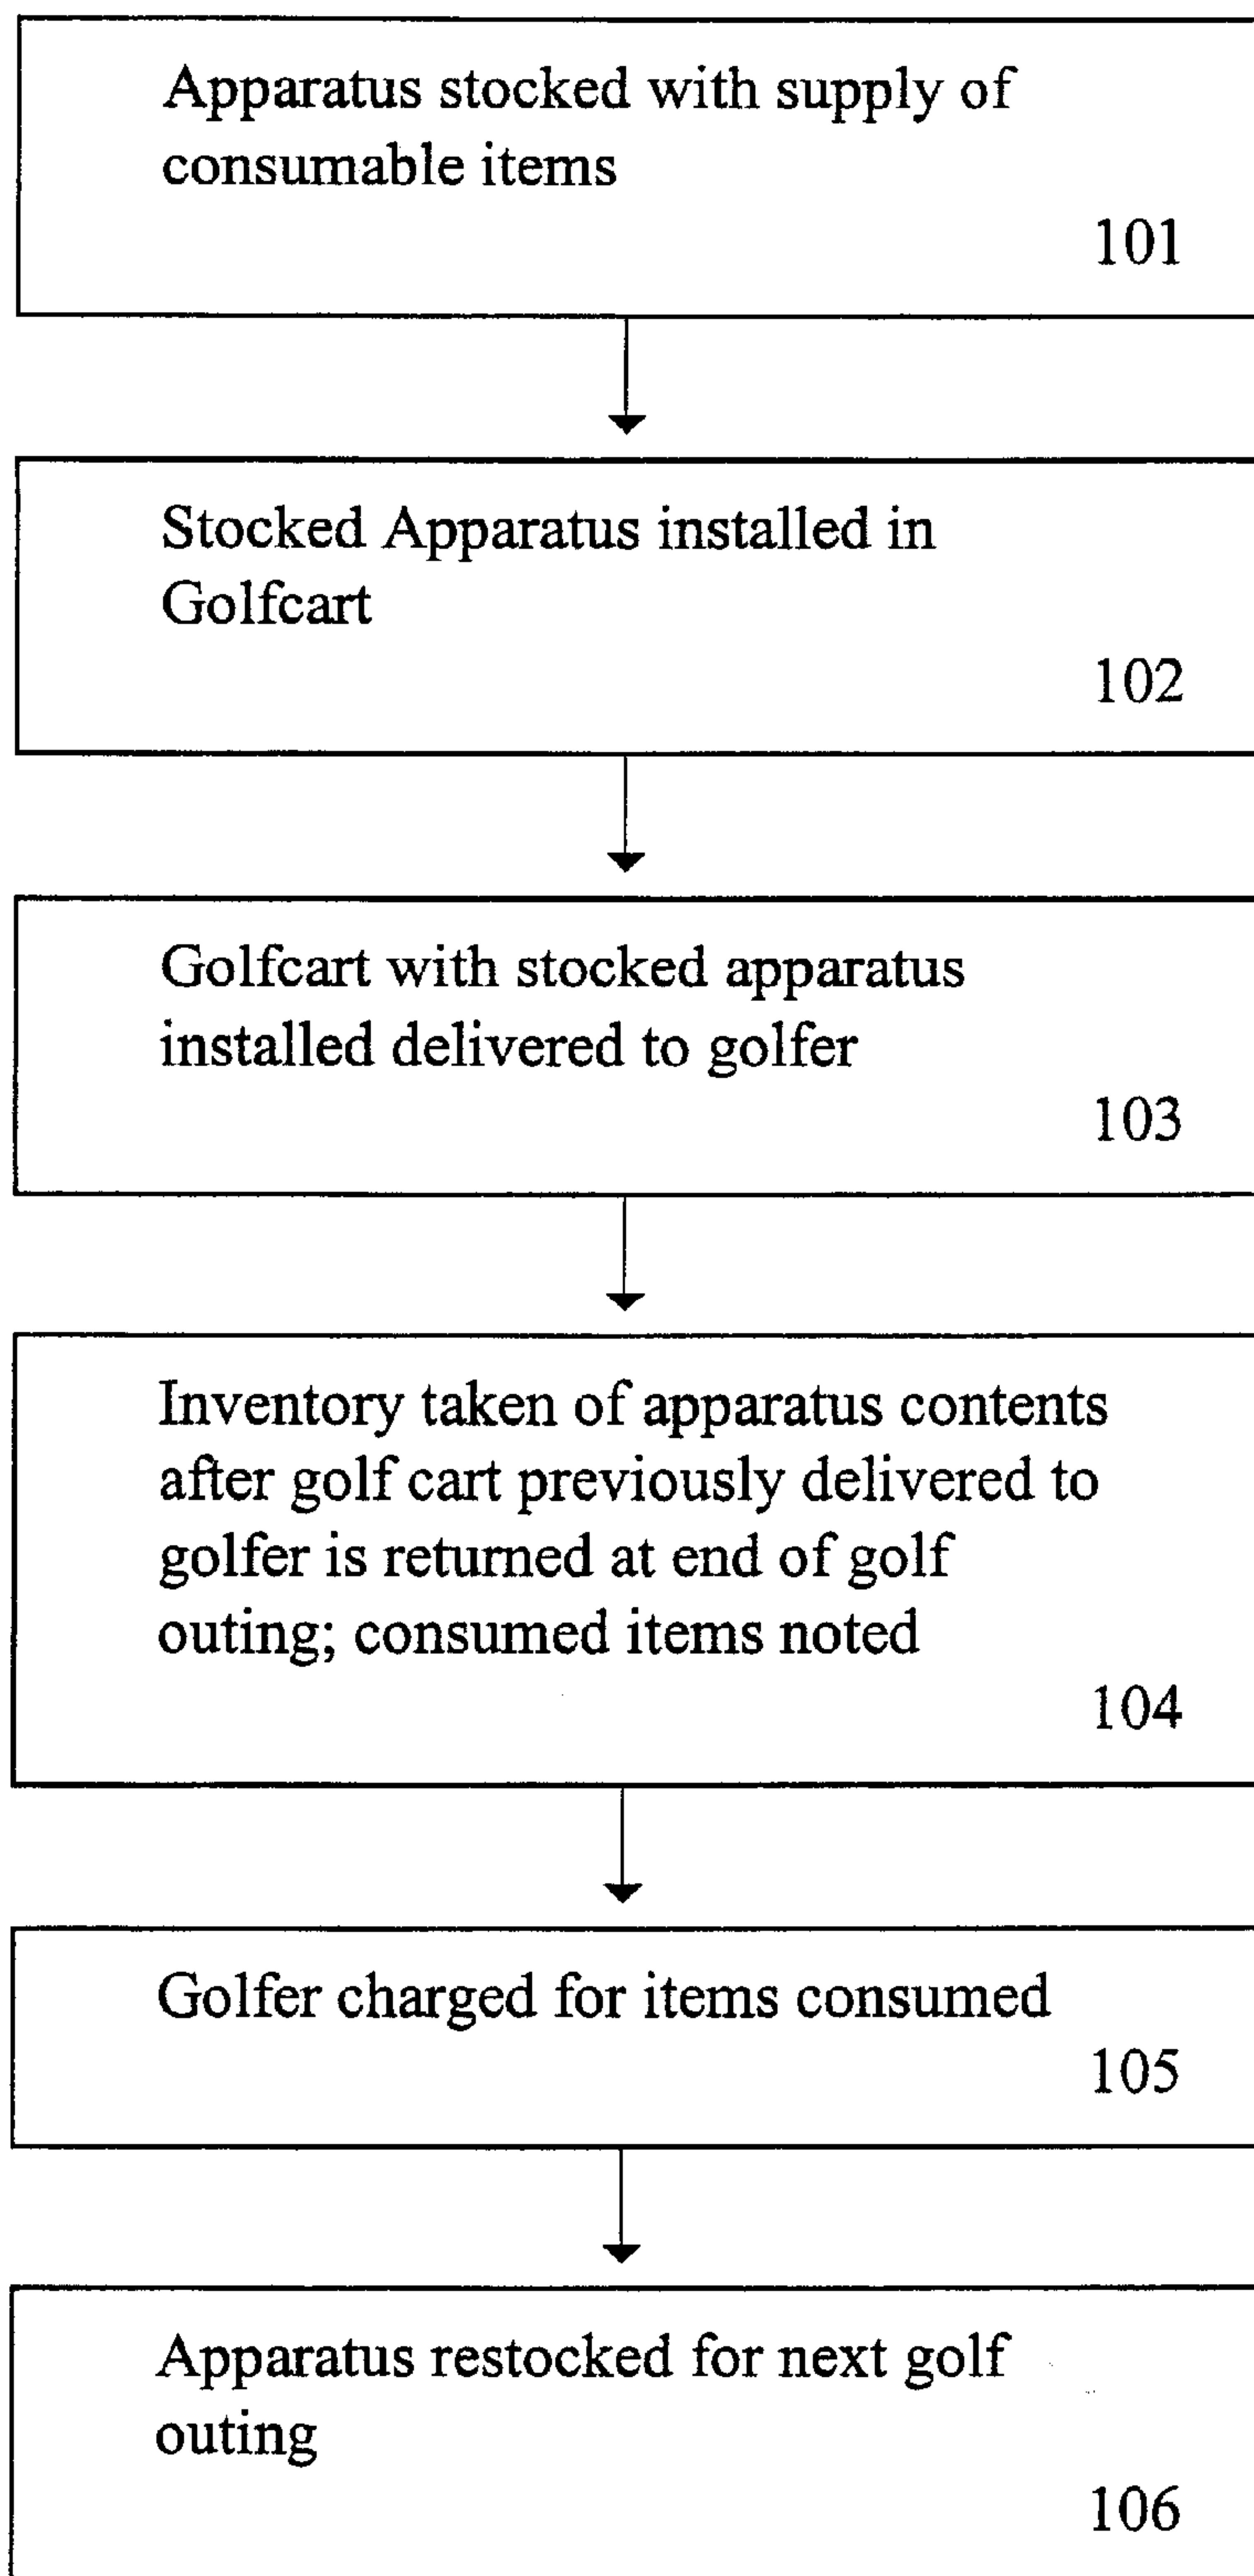 Apparatus stocked with supply of
consumable items
101
Stocked Apparatus installed in
Golfcart
102
Golfcart with stocked apparatus
installed delivered to golfer
103
Inventory taken of apparatus contents
after golf cart previously delivered to
golfer is returned at end of golf
outing; consumed items noted
104
Golfer charged for items consumed
105
Apparatus restocked for next golf
outing
106